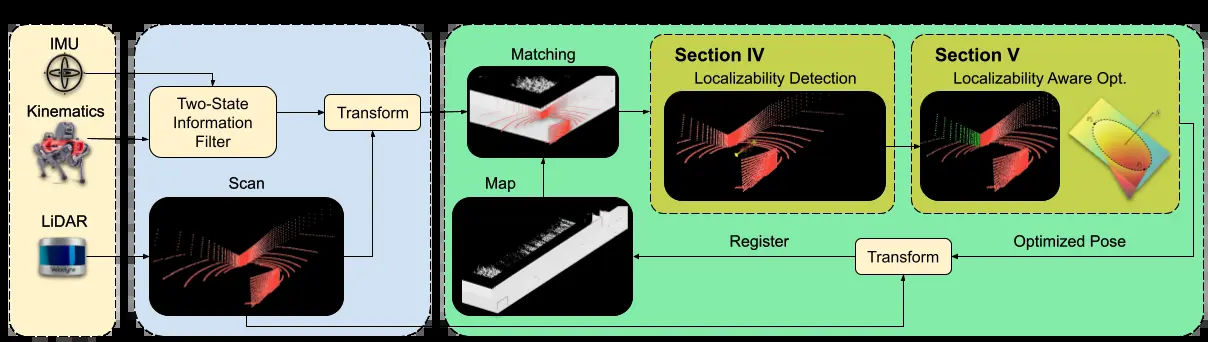 IMU
Kinematics
LiDAR
Velodyne
Two-State
Information
Filter
Transform
Scan
Matching
Map
Section IV
Localizability Detection
Section V
Localizability Aware Opt.
Register
Transform
Optimized Pose